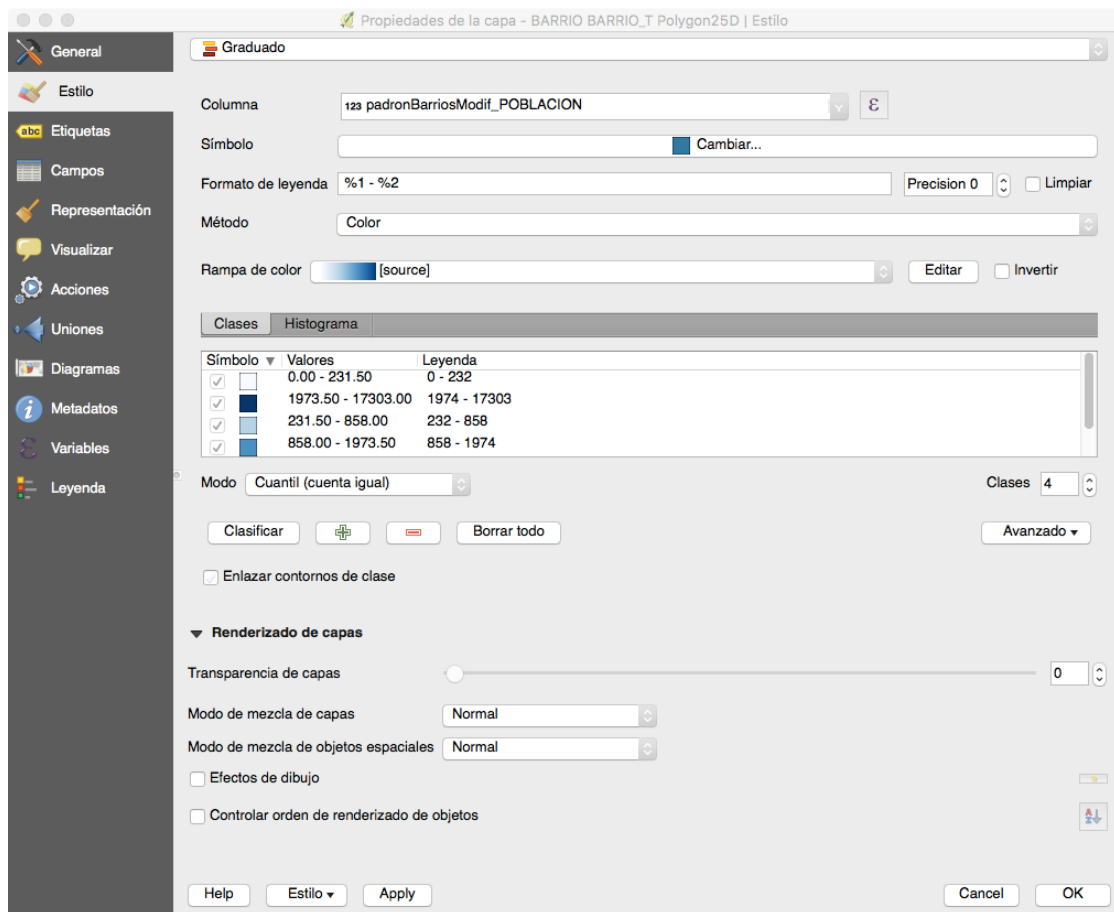 Propiedades de la capa - BARRIO BARRIO_T Polygon25D | Estilo
General
Estilo
abc Etiquetas
Campos
Representación
Visualizar
Acciones
Uniones
Diagramas
Metadatos
Variables
Leyenda
Graduado
Columna 123 padronBarriosModif_POBLACION ε
Símbolo Cambiar...
Formato de leyenda %1 - %2 Precision 0 Limpiar
Método Color
Rampa de color [source] Editar Invertir
Clases Histograma
Símbolo Valores Leyenda
0.00 - 231.50 0 - 232
1973.50 - 17303.00 1974 - 17303
231.50 - 858.00 232 - 858
858.00 - 1973.50 858 - 1974
Modo Cuantil (cuenta igual) Clases 4
Clasificar Borrar todo Avanzado
Enlazar contornos de clase
Renderizado de capas
Transparencia de capas 0
Modo de mezcla de capas Normal
Modo de mezcla de objetos espaciales Normal
Efectos de dibujo
Controlar orden de renderizado de objetos
Help Estilo Apply Cancel OK